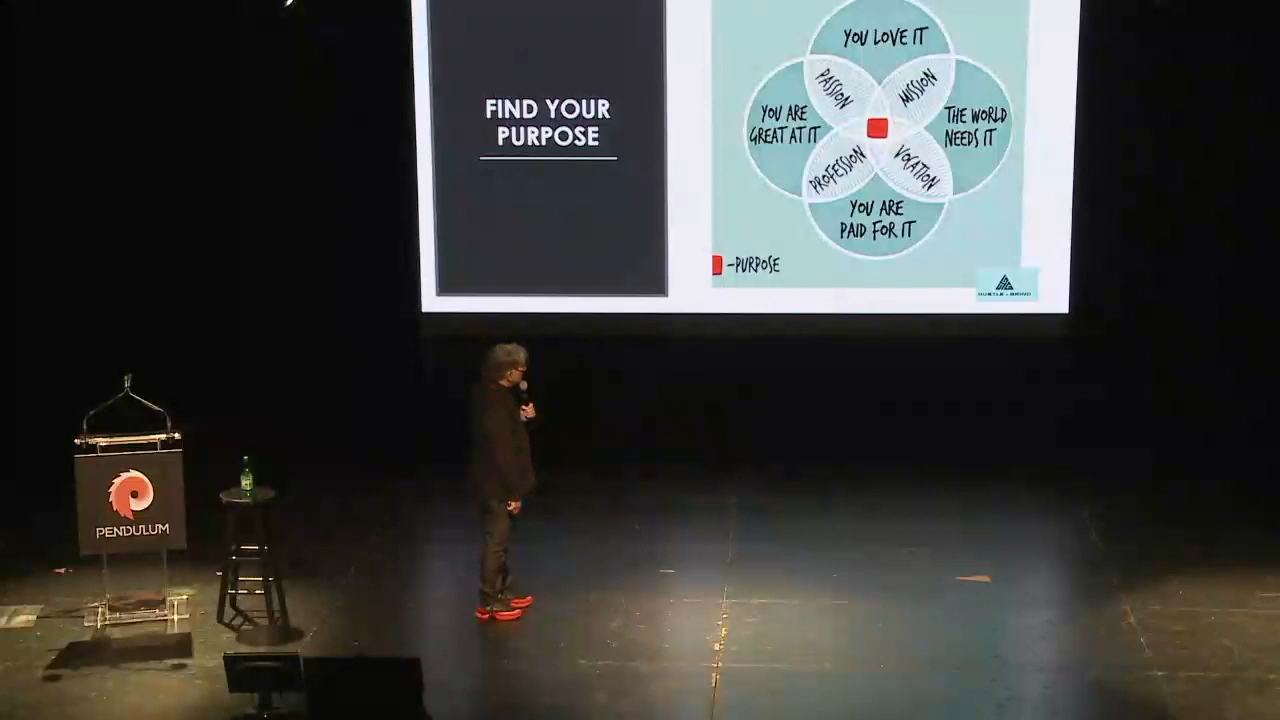 FIND YOUR
PURPOSE
YOU LOVE IT
PASSION
MISSION
YOU ARE
GREAT AT IT
THE WORLD
NEEDS IT
PROFESSION
VOCATION
YOU ARE
PAID FOR IT
-PURPOSE
PENDULUM